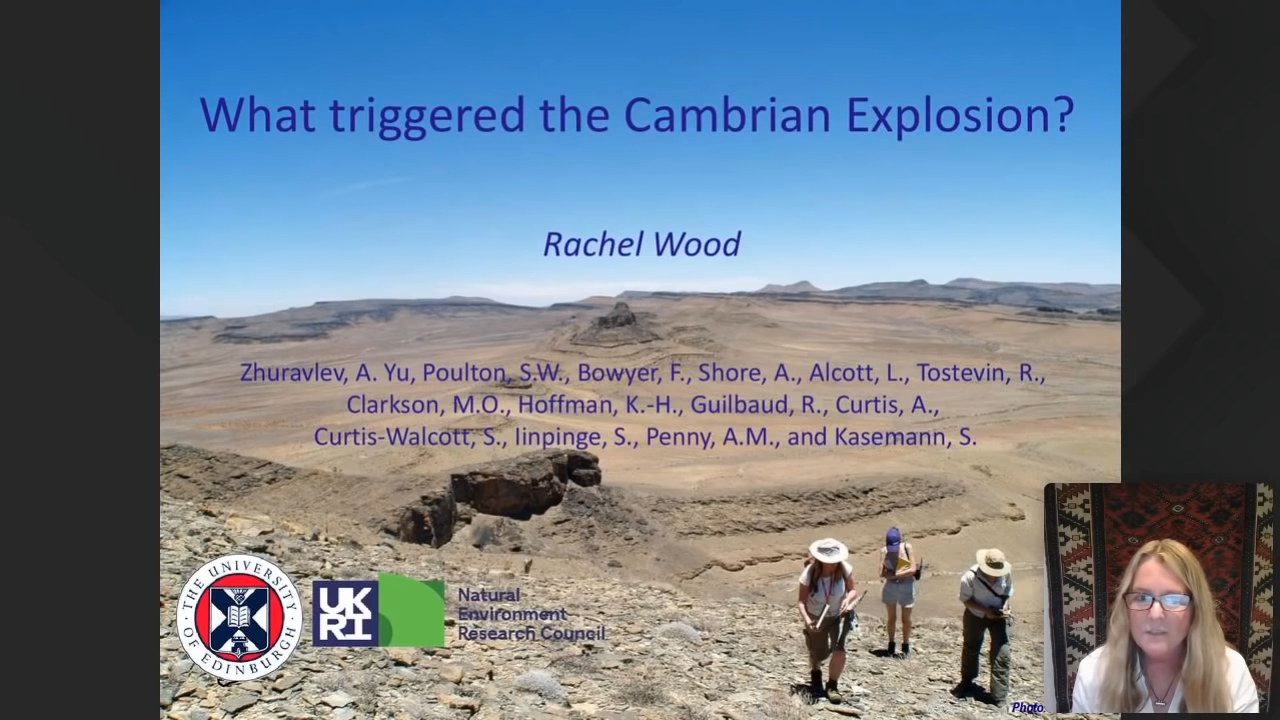 What triggered the Cambrian Explosion?
Rachel Wood
Zhuravlev, A. Yu, Poulton, S.W., Bowyer, F., Shore, A., Alcott, L., Tostevin, R.,
Clarkson, M.O., Hoffman, K.-H., Guilbaud, R., Curtis, A.,
Curtis-Walcott, S., Iinpinge, S., Penny, A.M., and Kasemann, S.
THE UNIVERSITY OF EDINBURGH
UK
RI
Natural
Environment
Research Council
Photo